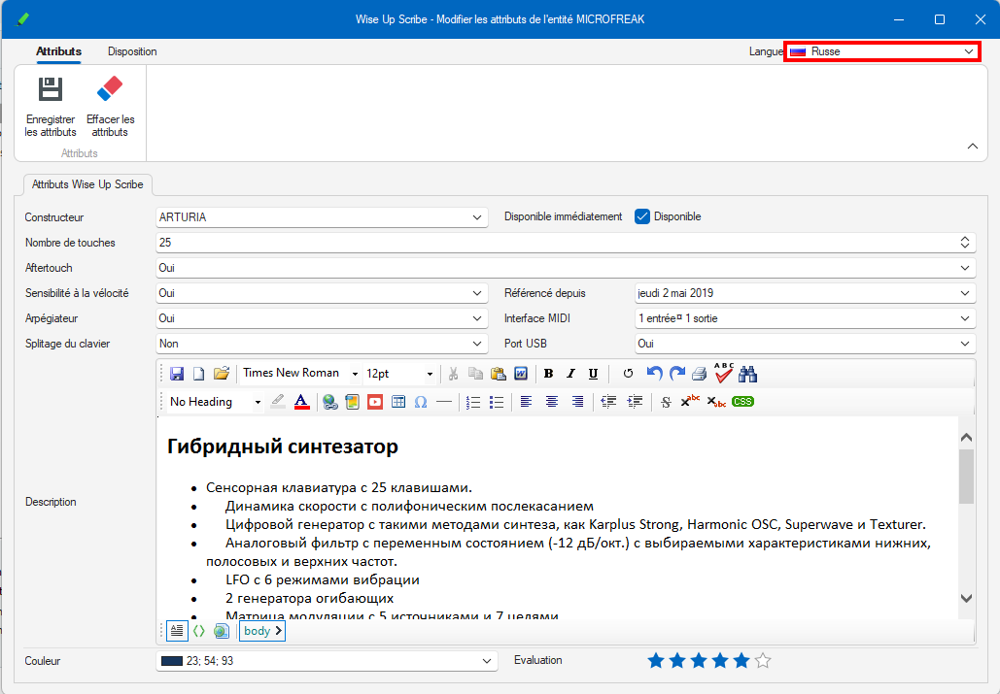 Wise Up Scribe - Modifier les attributs de l'entité MICROFREAK
Attributs Disposition Langue Russe
Enregistrer les attributs
Effacer les attributs
Attributs
Attributs Wise Up Scribe
Constructeur ARTURIA Disponible immédiatement Disponible
Nombre de touches 25
Aftertouch Oui
Sensibilité à la vélocité Oui Référencé depuis jeudi 2 mai 2019
Arpégiateur Oui Interface MIDI 1 entrée¤ 1 sortie
Splitage du clavier Non Port USB Oui
Times New Roman 12pt B I U ABC
No Heading A Ω S Xabc Xbc CSS
Description
Гибридный синтезатор
Сенсорная клавиатура с 25 клавишами.
Динамика скорости с полифоническим послекасанием
Цифровой генератор с такими методами синтеза, как Karplus Strong, Harmonic OSC, Superwave и Texturer.
Аналоговый фильтр с переменным состоянием (-12 дБ/окт.) с выбираемыми характеристиками нижних,
полосовых и верхних частот.
LFO с 6 режимами вибрации
2 генератора огибающих
Матрица модуляции с 5 источниками и 7 целями
body
Couleur 23; 54; 93 Evaluation